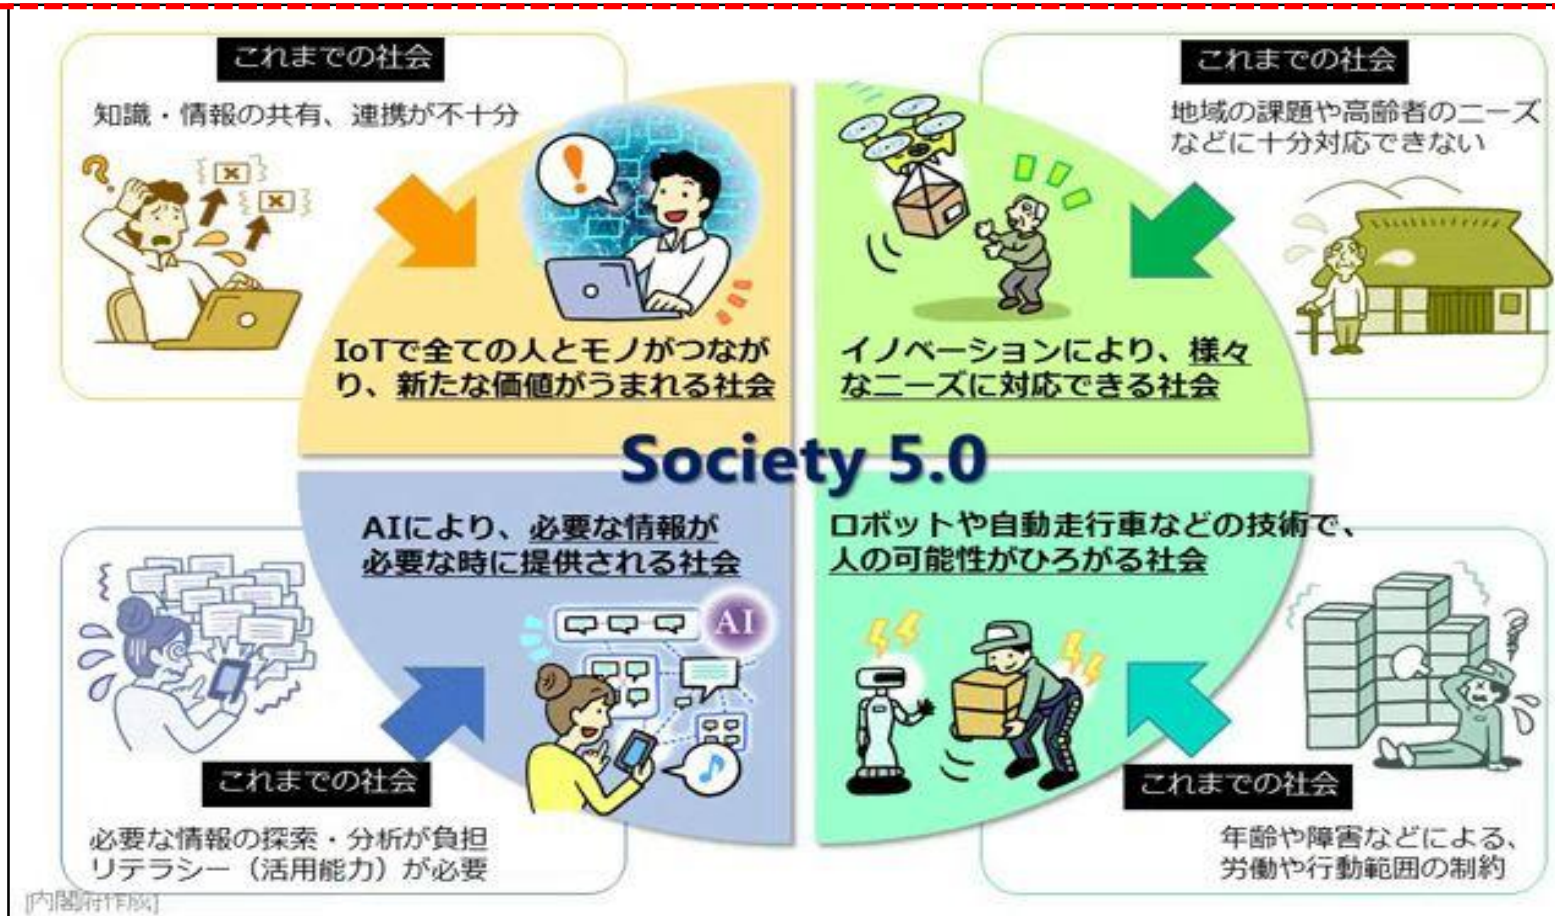 これまでの社会
知識・情報の共有、連携が不十分
IoTで全ての人とモノがつなが
り、新たな価値がうまれる社会
これまでの社会
地域の課題や高齢者のニーズ
などに十分対応できない
イノベーションにより、様々
なニーズに対応できる社会
Society 5.0
AIにより、必要な情報が
必要な時に提供される社会
AI
これまでの社会
必要な情報の探索・分析が負担
リテラシー（活用能力）が必要
ロボットや自動走行車などの技術で、
人の可能性がひろがる社会
これまでの社会
年齢や障害などによる、
労働や行動範囲の制約
[内閣府作成]